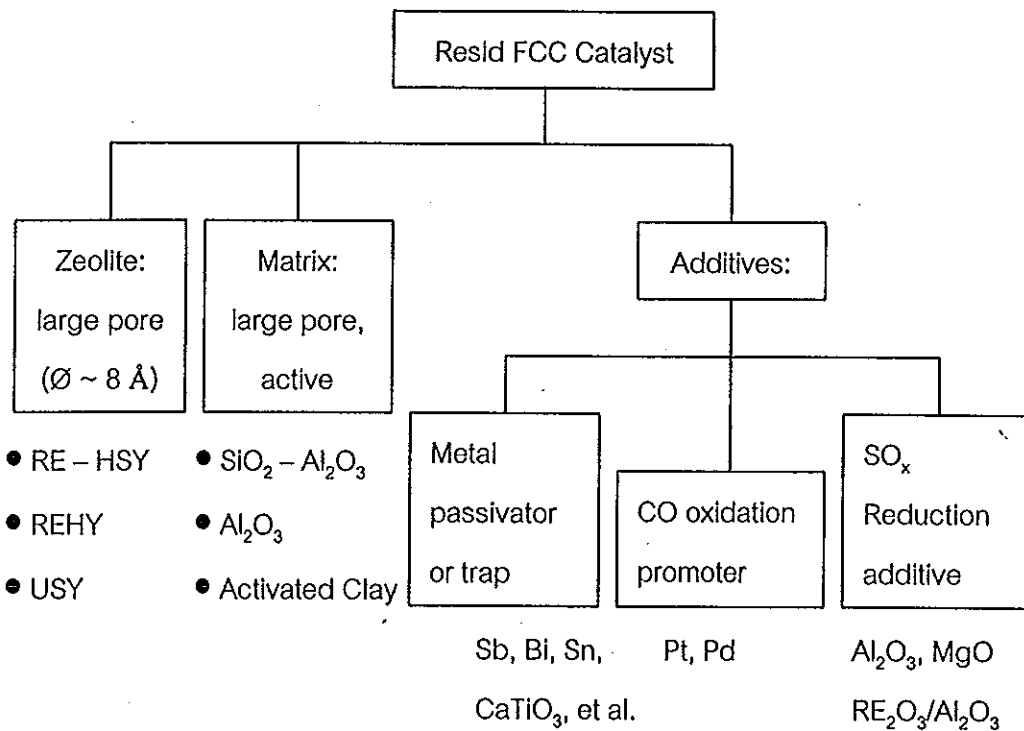 Resid FCC Catalyst
Zeolite:
large pore
(Ø ~ 8 Å)
Matrix:
large pore,
active
Additives:
● RE – HSY
● REHY
● USY
● SiO₂ – Al₂O₃
● Al₂O₃
● Activated Clay
Metal
passivator
or trap
CO oxidation
promoter
SOₓ
Reduction
additive
Sb, Bi, Sn,
CaTiO₃, et al.
Pt, Pd
Al₂O₃, MgO
RE₂O₃/Al₂O₃